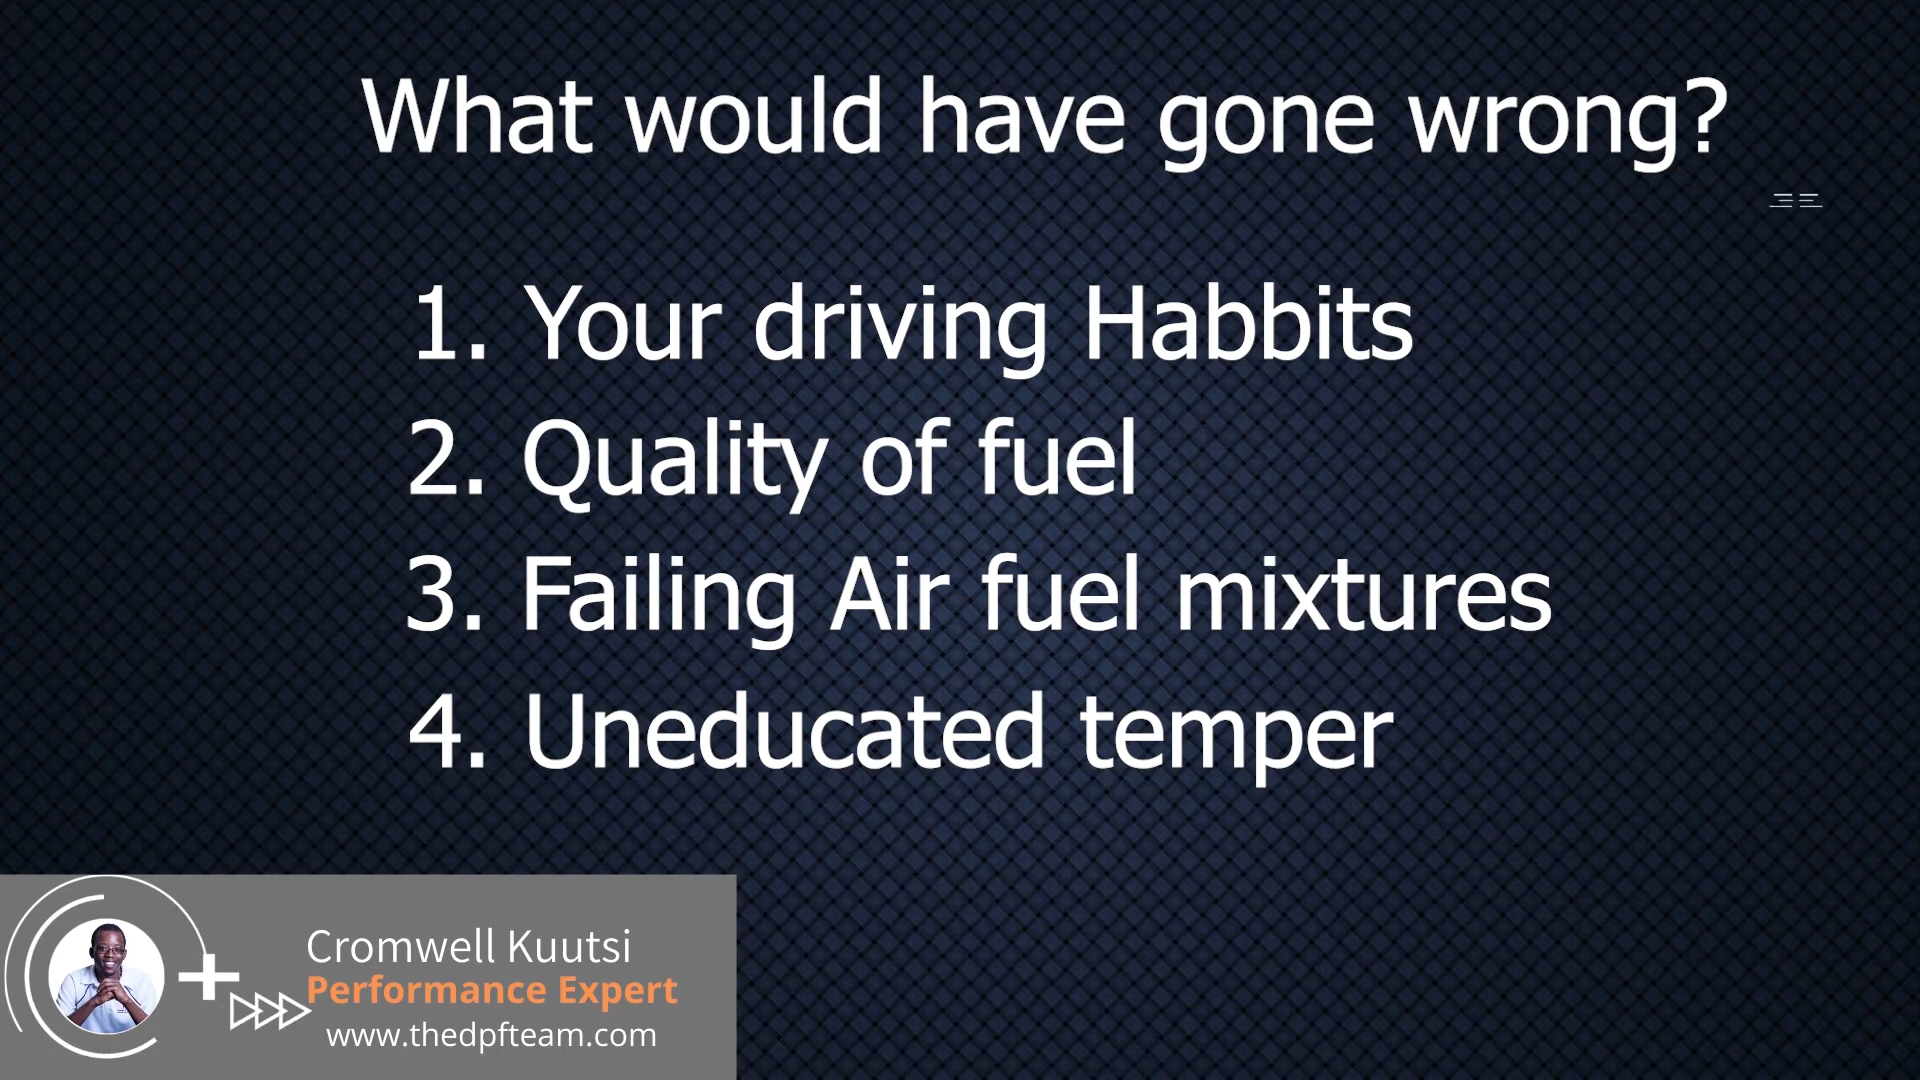 What would have gone wrong?
1. Your driving Habbits
2. Quality of fuel
3. Failing Air fuel mixtures
4. Uneducated temper
Cromwell Kuutsi
Performance Expert
www.thedpfteam.com